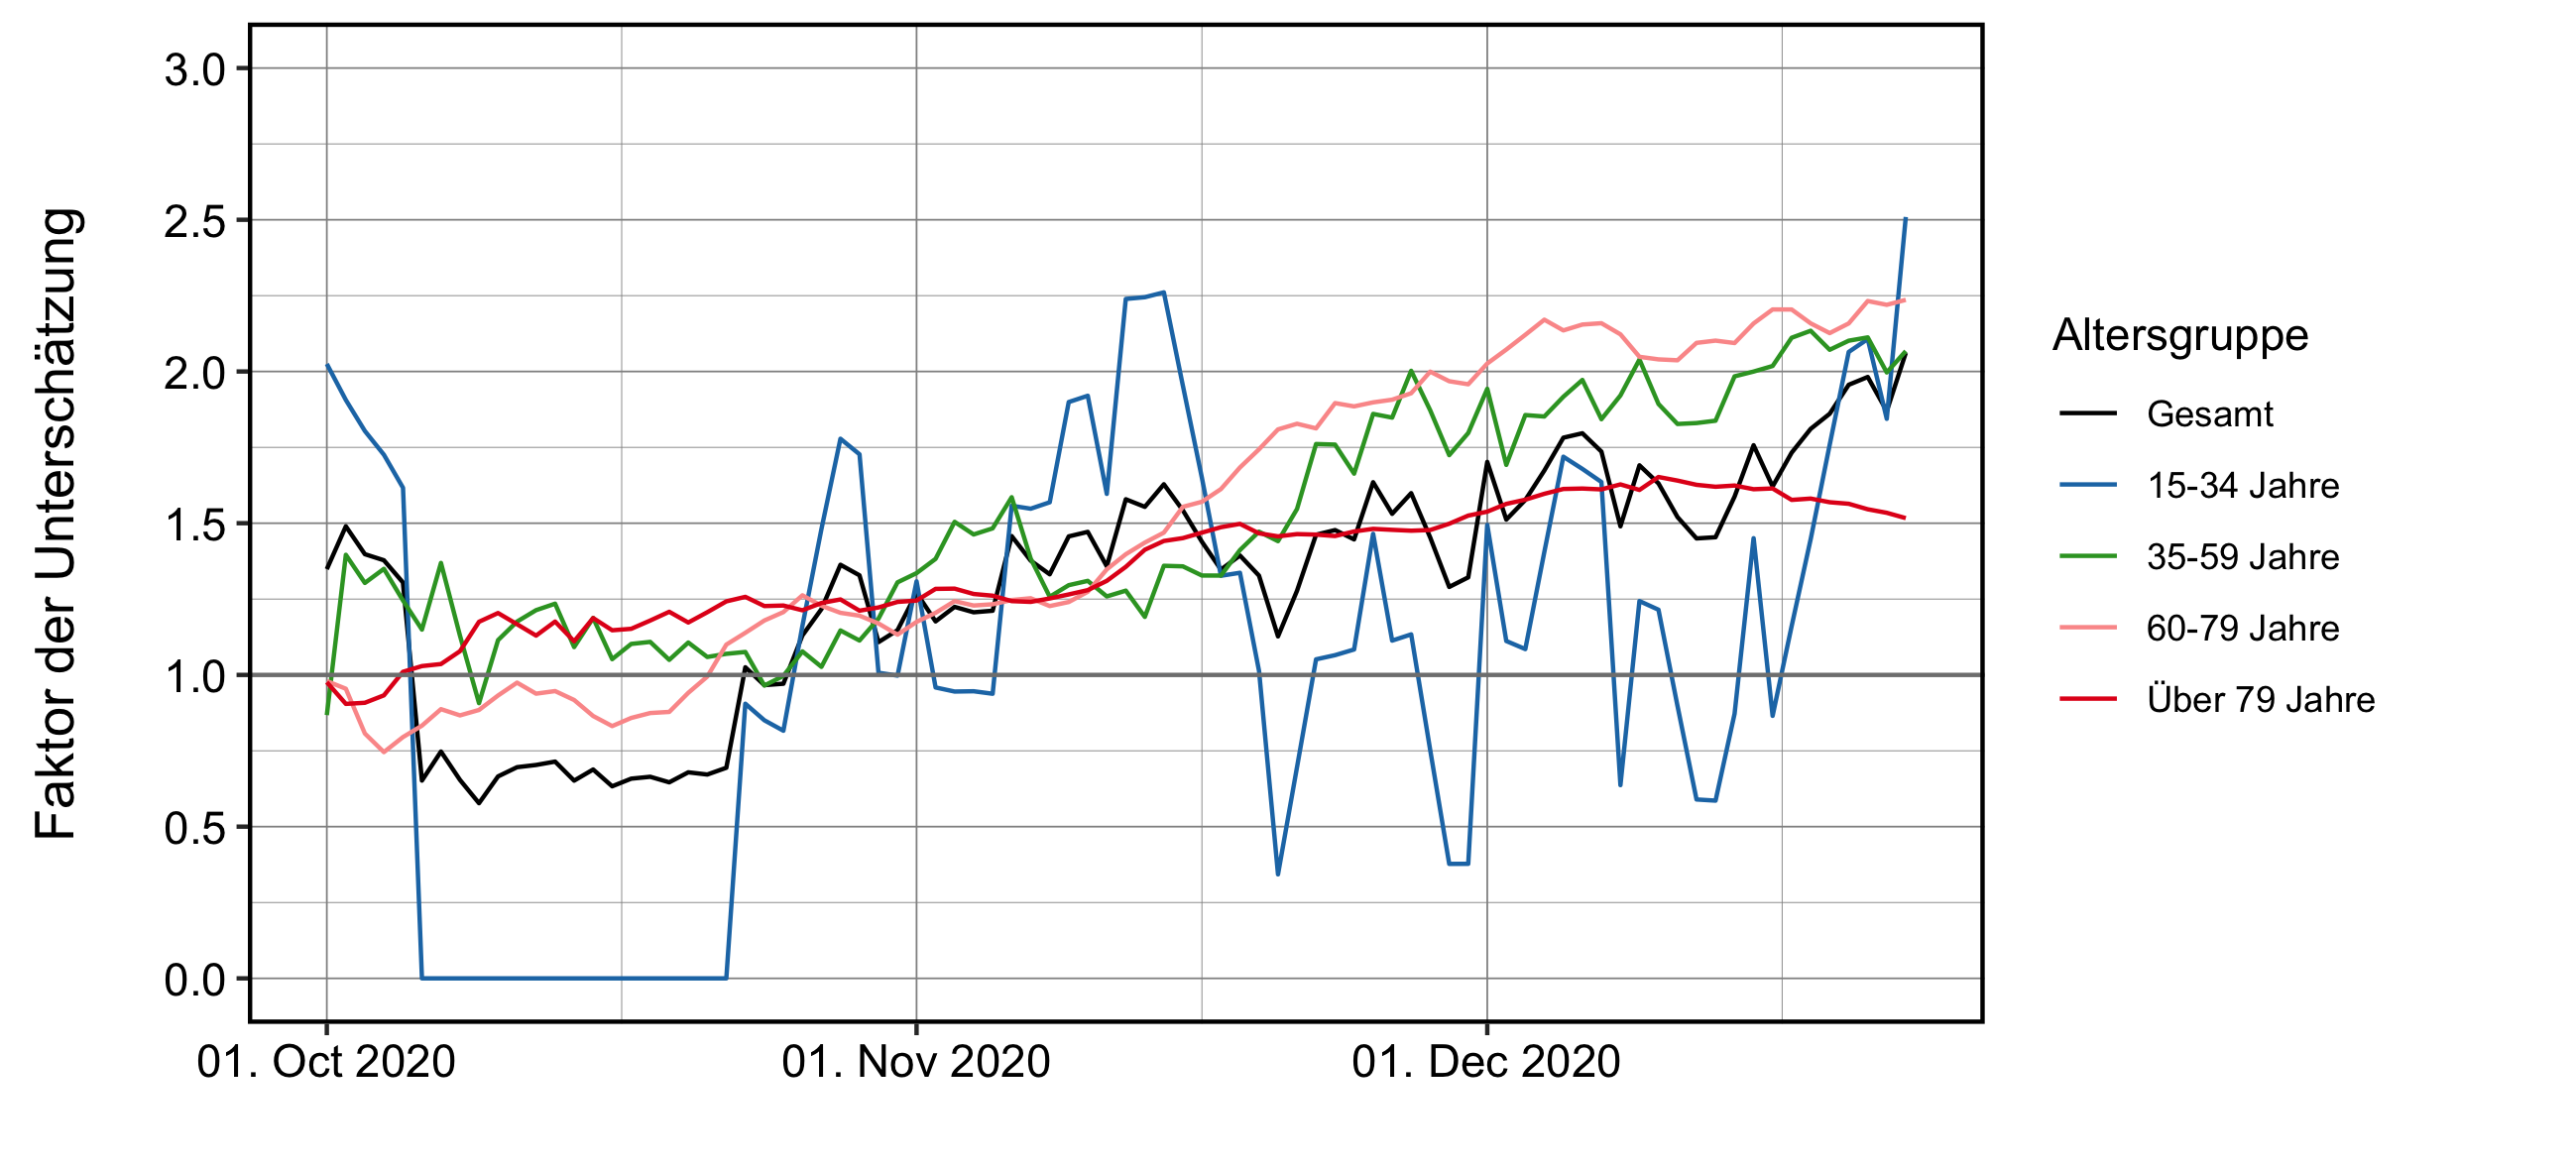 Faktor der Unterschätzung
3.0
2.5
2.0
1.5
1.0
0.5
0.0
01. Oct 2020
01. Nov 2020
01. Dec 2020
Altersgruppe
Gesamt
15-34 Jahre
35-59 Jahre
60-79 Jahre
Über 79 Jahre